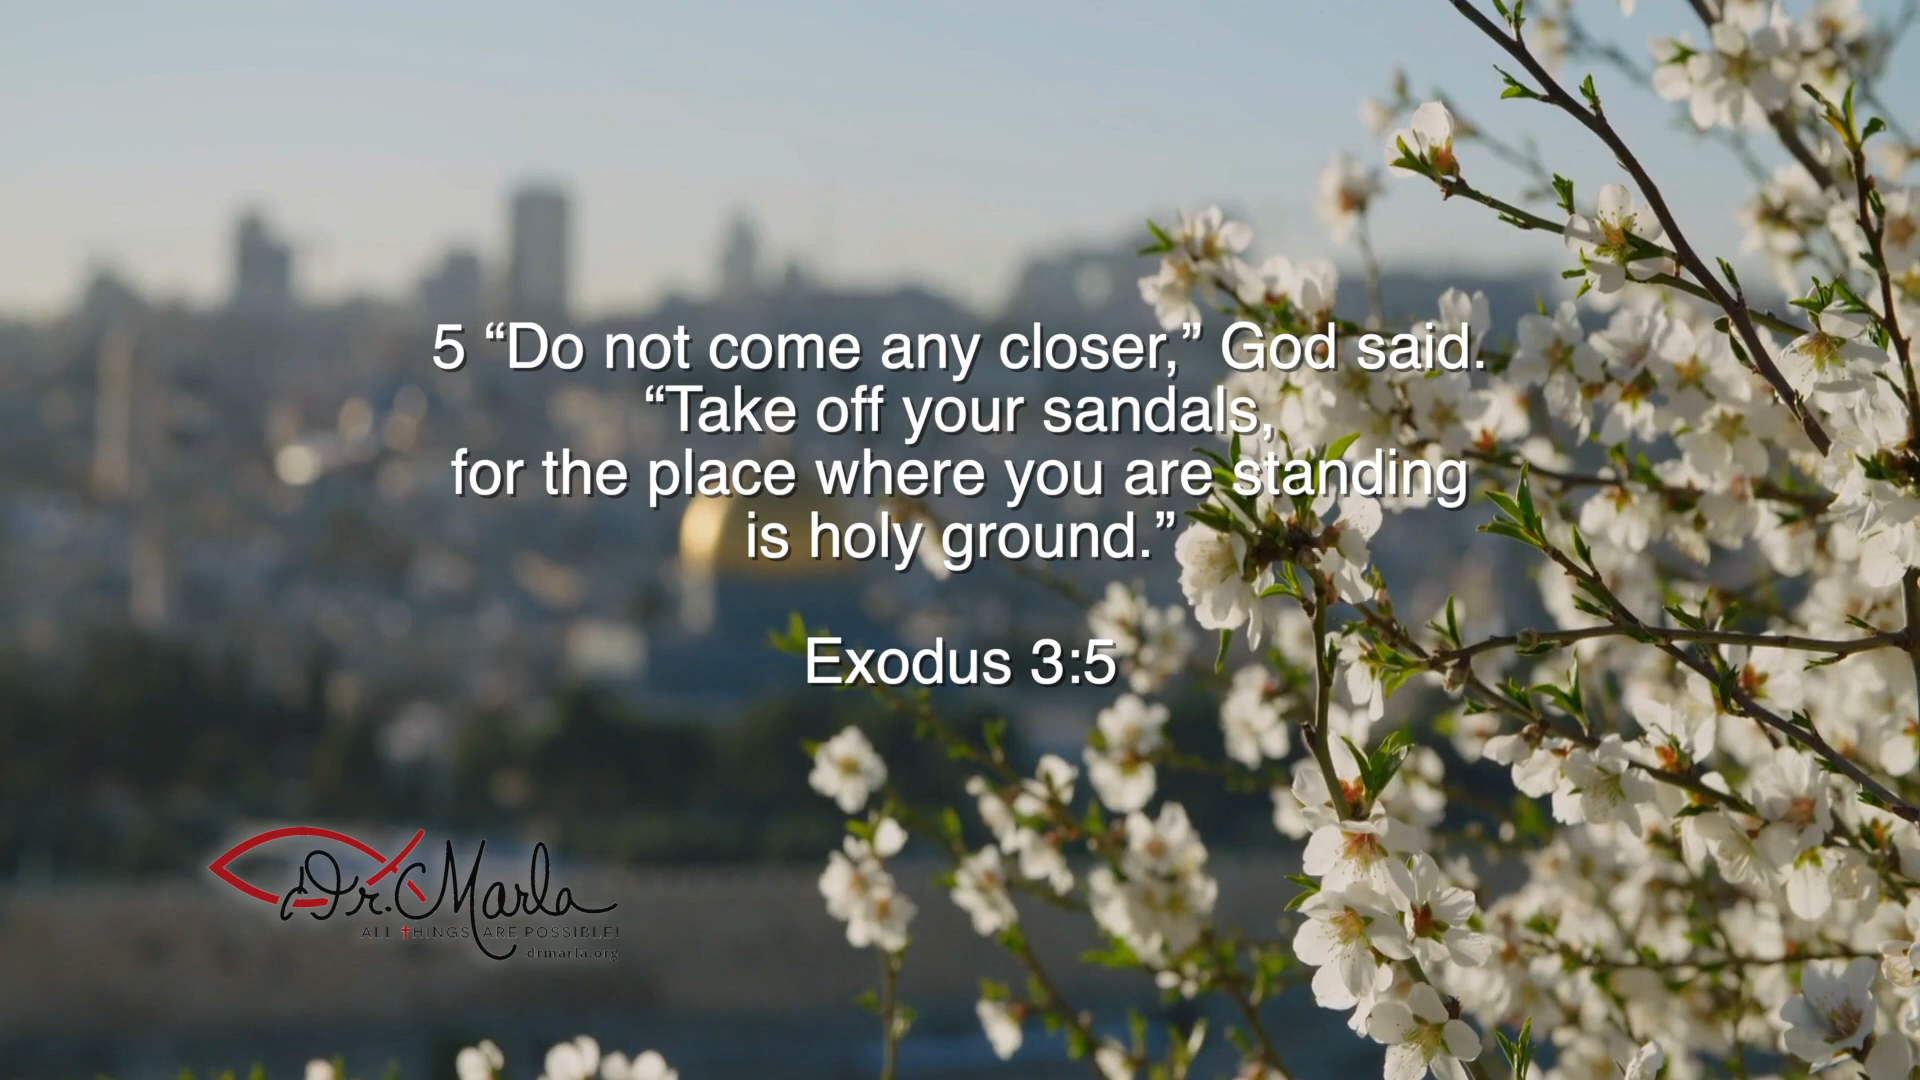 5 “Do not come any closer,” God said.
“Take off your sandals,
for the place where you are standing
is holy ground.”
Exodus 3:5
Dr. Marla
ALL THINGS ARE POSSIBLE!
drmarla.org